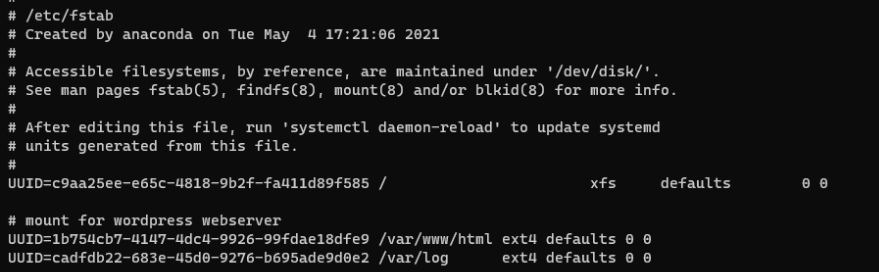 #
# /etc/fstab
# Created by anaconda on Tue May  4 17:21:06 2021
#
# Accessible filesystems, by reference, are maintained under '/dev/disk/'.
# See man pages fstab(5), findfs(8), mount(8) and/or blkid(8) for more info.
#
# After editing this file, run 'systemctl daemon-reload' to update systemd
# units generated from this file.
#
UUID=c9aa25ee-e65c-4818-9b2f-fa411d89f585 /                       xfs     defaults        0 0
# mount for wordpress webserver
UUID=1b754cb7-4147-4dc4-9926-99fdae18dfe9 /var/www/html ext4 defaults 0 0
UUID=cadfdb22-683e-45d0-9276-b695ade9d0e2 /var/log      ext4 defaults 0 0